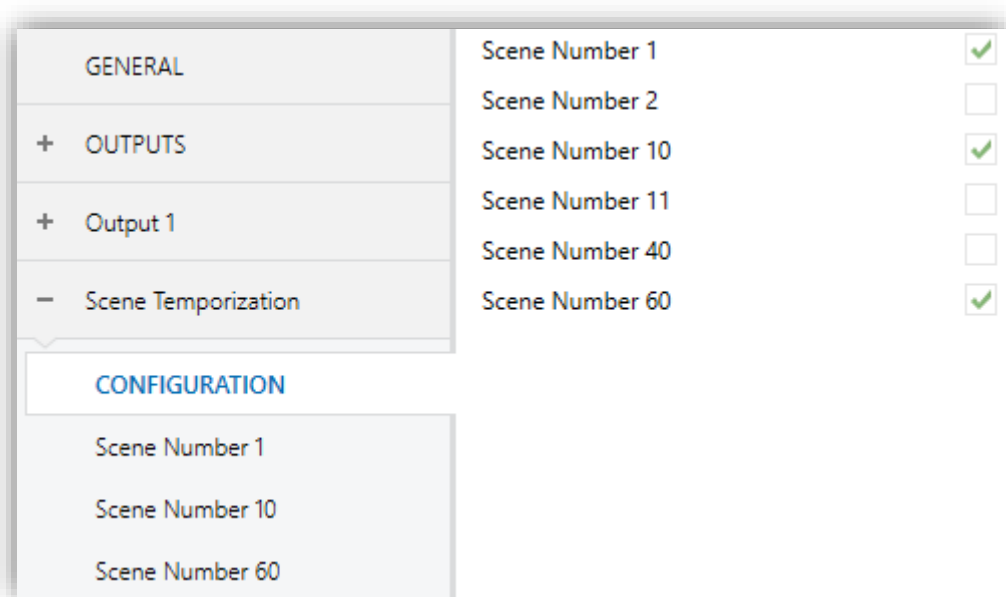 GENERAL
+ OUTPUTS
+ Output 1
− Scene Temporization
CONFIGURATION
Scene Number 1
Scene Number 10
Scene Number 60
Scene Number 1
Scene Number 2
Scene Number 10
Scene Number 11
Scene Number 40
Scene Number 60